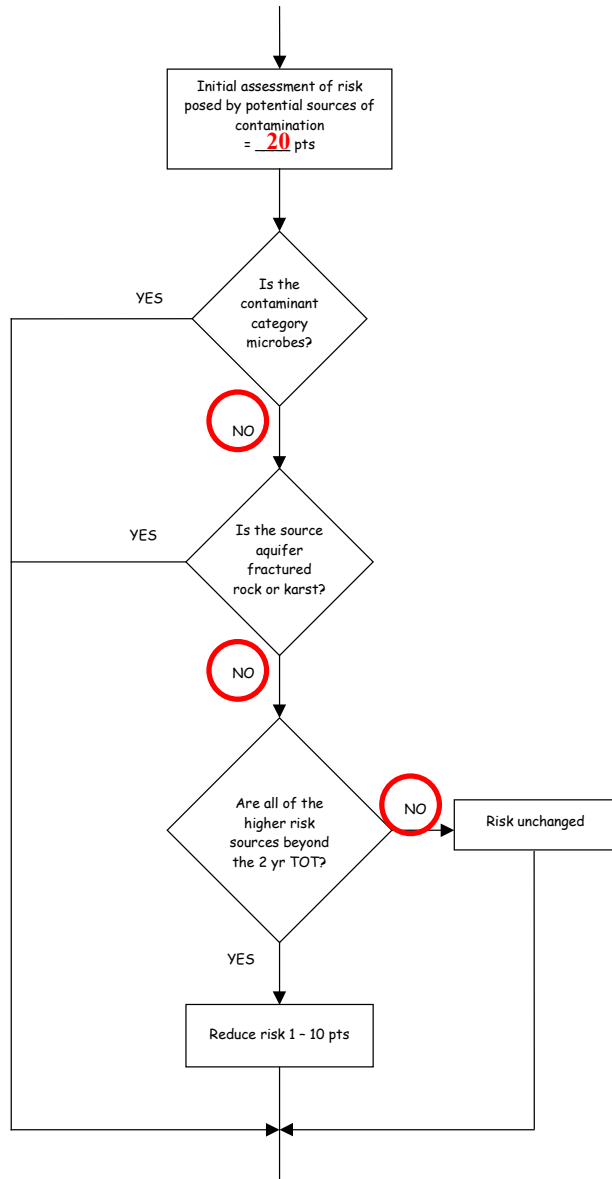 Initial assessment of risk
posed by potential sources of
contamination
= 20 pts
Is the
contaminant
category
microbes?
YES
NO
Is the source
aquifer
fractured
rock or karst?
YES
NO
Are all of the
higher risk
sources beyond
the 2 yr TOT?
NO
Risk unchanged
YES
Reduce risk 1 – 10 pts